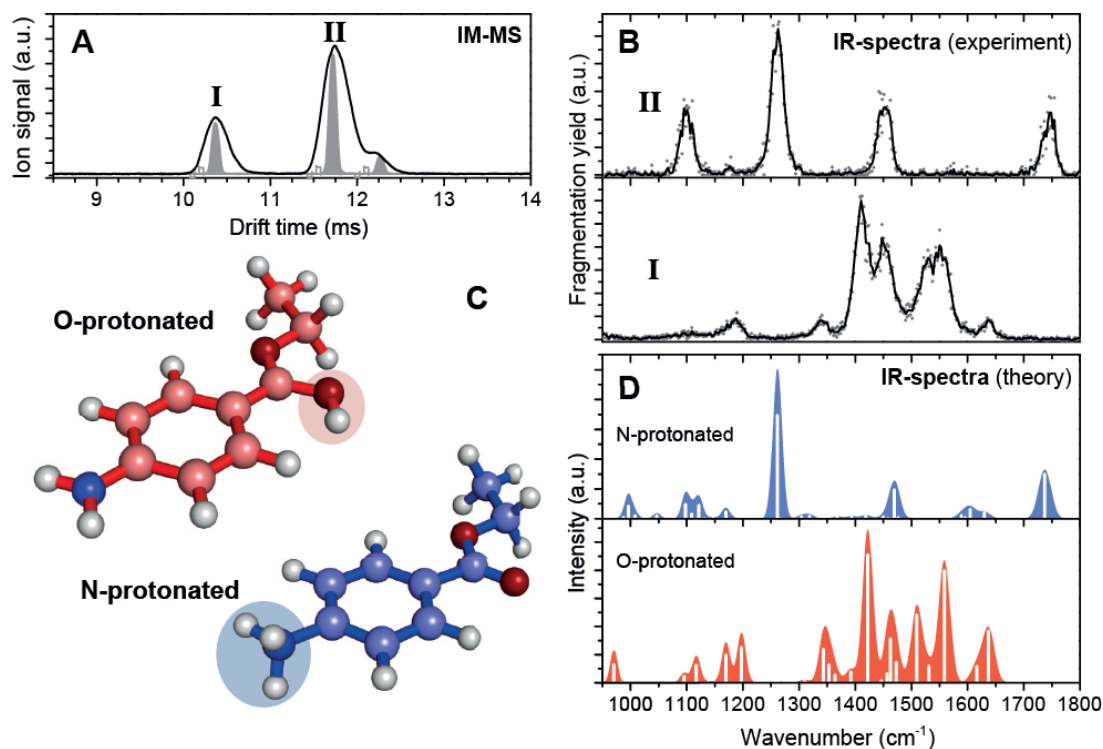 A
I
II
IM-MS
Ion signal (a.u.)
9 10 11 12 13 14
Drift time (ms)
B
IR-spectra (experiment)
II
I
Fragmentation yield (a.u.)
C
O-protonated
N-protonated
D
IR-spectra (theory)
N-protonated
O-protonated
Intensity (a.u.)
1000 1100 1200 1300 1400 1500 1600 1700 1800
Wavenumber (cm⁻¹)